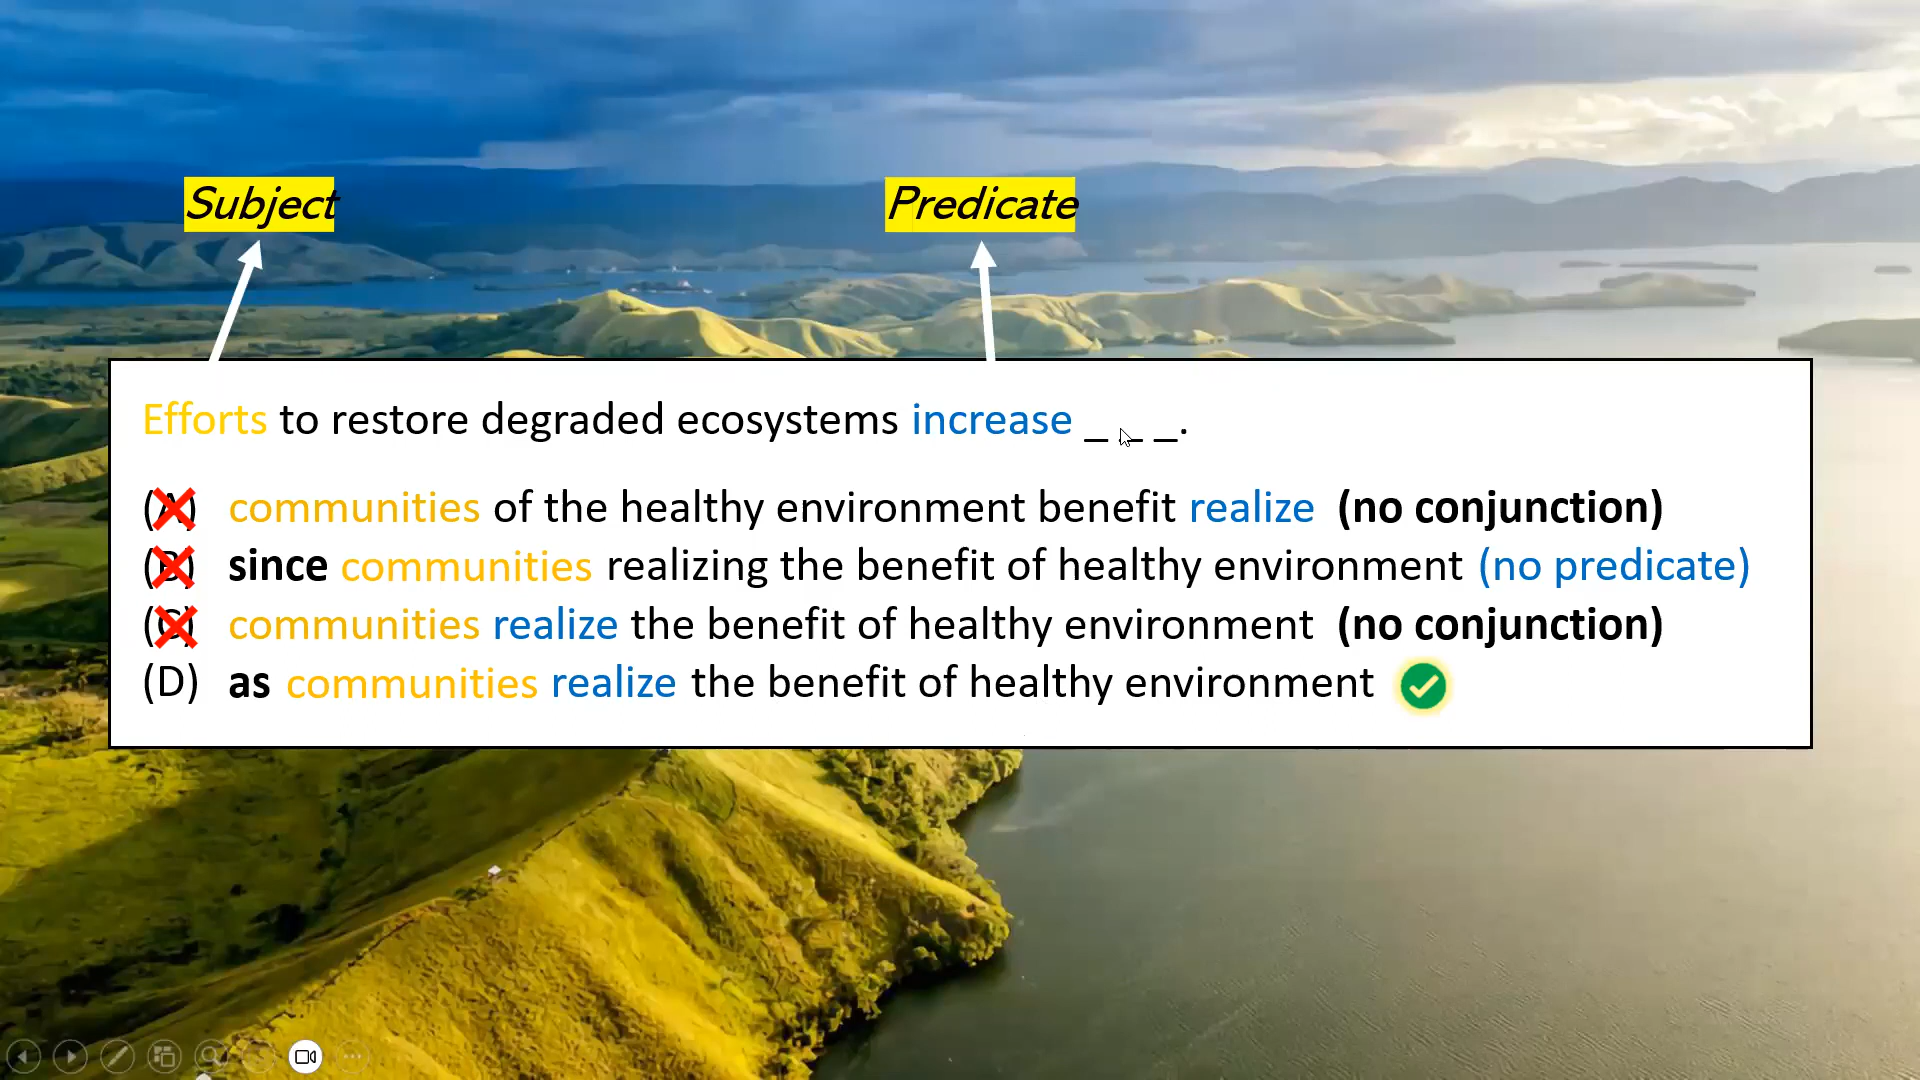 Subject
Predicate
Efforts to restore degraded ecosystems increase _ _ _.
(A) communities of the healthy environment benefit realize (no conjunction)
(B) since communities realizing the benefit of healthy environment (no predicate)
(C) communities realize the benefit of healthy environment (no conjunction)
(D) as communities realize the benefit of healthy environment